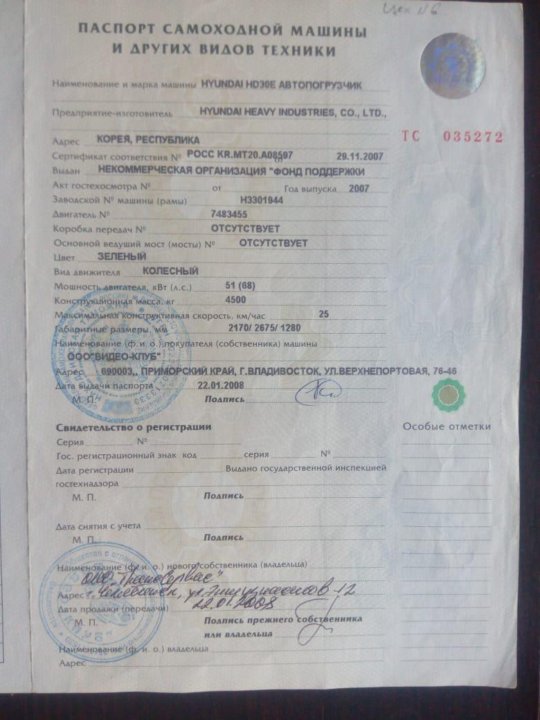 Цех №6
ПАСПОРТ САМОХОДНОЙ МАШИНЫ
И ДРУГИХ ВИДОВ ТЕХНИКИ
Наименование и марка машины HYUNDAI HD30E АВТОПОГРУЗЧИК
Предприятие-изготовитель HYUNDAI HEAVY INDUSTRIES, CO., LTD.,
Адрес КОРЕЯ, РЕСПУБЛИКА
ТС 035272
Сертификат соответствия № РОСС KR.MT20.A08597 29.11.2007
Выдан НЕКОММЕРЧЕСКАЯ ОРГАНИЗАЦИЯ "ФОНД ПОДДЕРЖКИ
Акт гостехосмотра № от Год выпуска 2007
Заводской № машины (рамы) H3301944
Двигатель № 7483455
Коробка передач № ОТСУТСТВУЕТ
Основной ведущий мост (мосты) № ОТСУТСТВУЕТ
Цвет ЗЕЛЕНЫЙ
Вид движителя КОЛЕСНЫЙ
Мощность двигателя, кВт (л.с.) 51 (68)
Конструкционная масса, кг 4500
Максимальная конструктивная скорость, км/час 25
Габаритные размеры, мм 2170/ 2675/ 1280
Наименование (ф. и. о.) покупателя (собственника) машины
ООО"ВИДЕО-КЛУБ"
Адрес 690003,, ПРИМОРСКИЙ КРАЙ, Г.ВЛАДИВОСТОК, УЛ.ВЕРХНЕПОРТОВАЯ, 76-46
Дата выдачи паспорта 22.01.2008
М. П. Подпись
Свидетельство о регистрации Особые отметки
Серия №
Гос. регистрационный знак код серия №
Дата регистрации Выдано государственной инспекцией
гостехнадзора
М. П. Подпись
Дата снятия с учета
М. П. Подпись
Наименование (ф. и. о.) нового собственника (владельца)
ООО
Адрес г. Челябинск, ул. 12
Дата продажи (передачи) 22.01.2008
М. П. Подпись прежнего собственника
или владельца
Наименование (ф. и. о.) владельца
Адрес